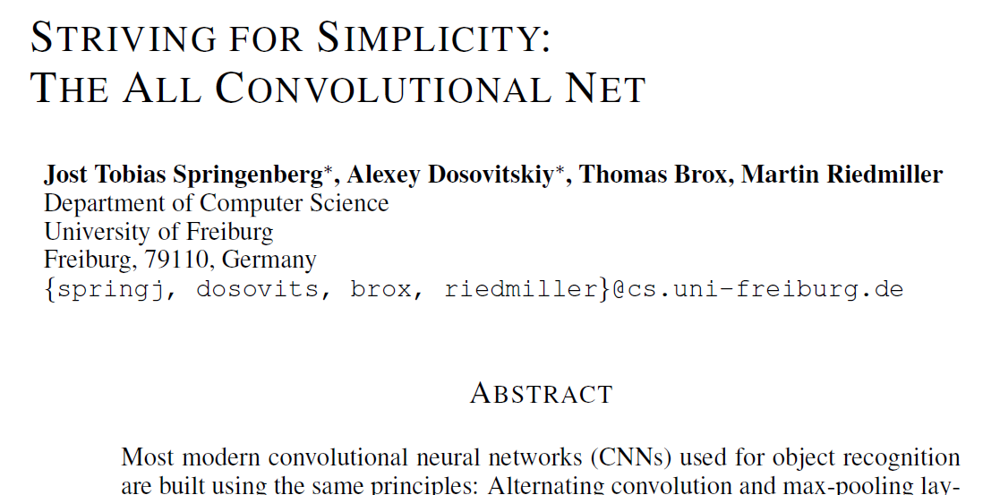 STRIVING FOR SIMPLICITY:
THE ALL CONVOLUTIONAL NET
Jost Tobias Springenberg*, Alexey Dosovitskiy*, Thomas Brox, Martin Riedmiller
Department of Computer Science
University of Freiburg
Freiburg, 79110, Germany
{springj, dosovits, brox, riedmiller}@cs.uni-freiburg.de
ABSTRACT
Most modern convolutional neural networks (CNNs) used for object recognition
are built using the same principles: Alternating convolution and max-pooling lay-